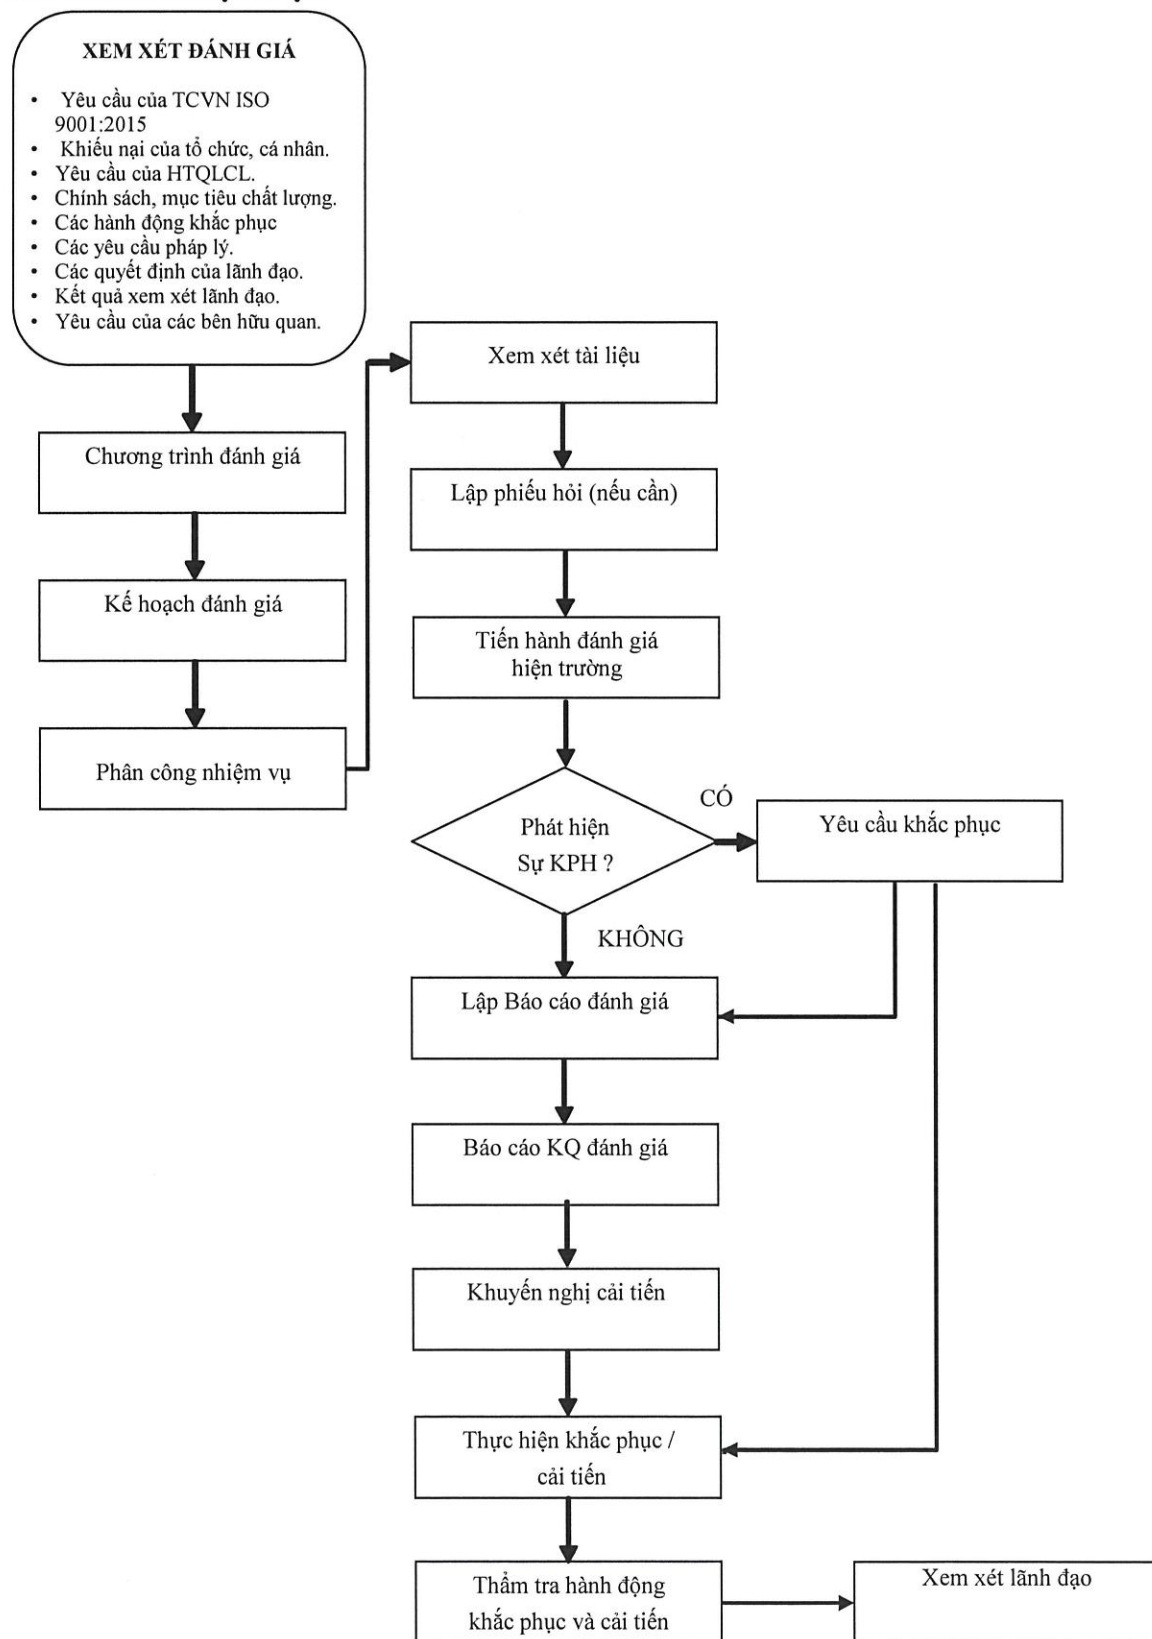 XEM XÉT ĐÁNH GIÁ
• Yêu cầu của TCVN ISO
9001:2015
• Khiếu nại của tổ chức, cá nhân.
• Yêu cầu của HTQLCL.
• Chính sách, mục tiêu chất lượng.
• Các hành động khắc phục
• Các yêu cầu pháp lý.
• Các quyết định của lãnh đạo.
• Kết quả xem xét lãnh đạo.
• Yêu cầu của các bên hữu quan.
Chương trình đánh giá
Kế hoạch đánh giá
Phân công nhiệm vụ
Xem xét tài liệu
Lập phiếu hỏi (nếu cần)
Tiến hành đánh giá
hiện trường
Phát hiện
Sự KPH ?
CÓ
Yêu cầu khắc phục
KHÔNG
Lập Báo cáo đánh giá
Báo cáo KQ đánh giá
Khuyến nghị cải tiến
Thực hiện khắc phục /
cải tiến
Thẩm tra hành động
khắc phục và cải tiến
Xem xét lãnh đạo